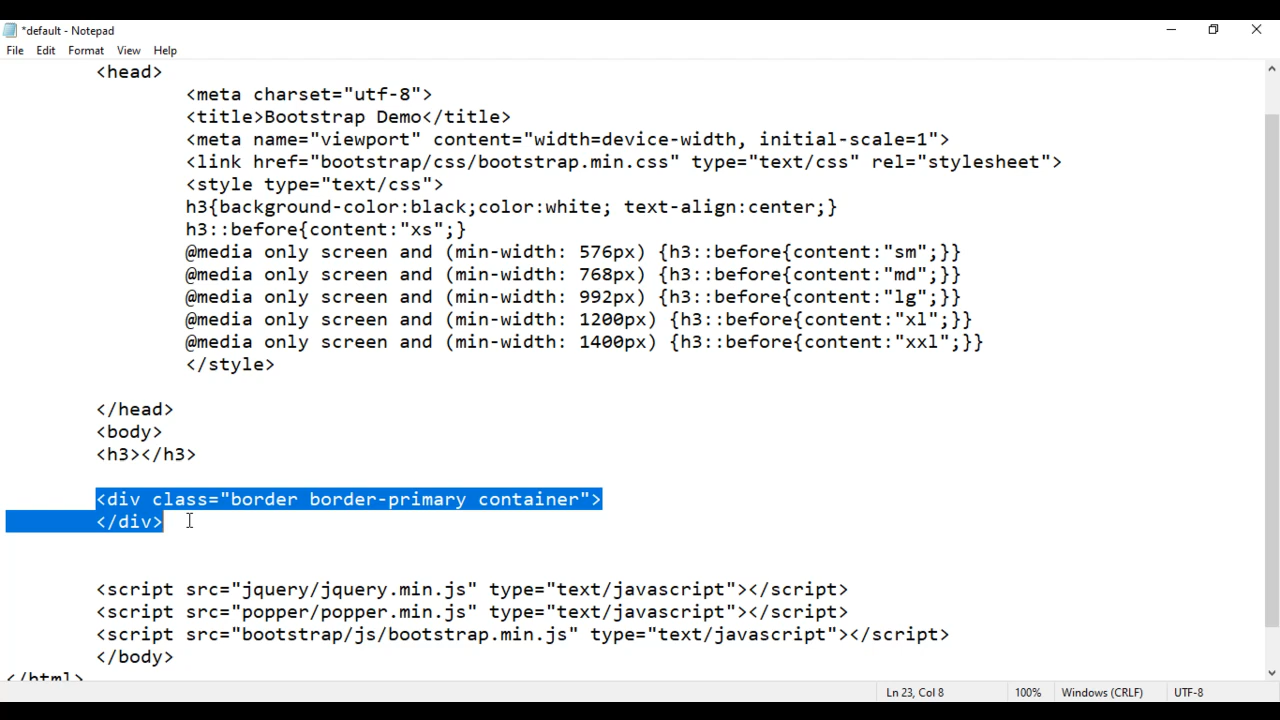 *default - Notepad
File Edit Format View Help
<head>
<meta charset="utf-8">
<title>Bootstrap Demo</title>
<meta name="viewport" content="width=device-width, initial-scale=1">
<link href="bootstrap/css/bootstrap.min.css" type="text/css" rel="stylesheet">
<style type="text/css">
h3{background-color:black;color:white; text-align:center;}
h3::before{content:"xs";}
@media only screen and (min-width: 576px) {h3::before{content:"sm";}}
@media only screen and (min-width: 768px) {h3::before{content:"md";}}
@media only screen and (min-width: 992px) {h3::before{content:"lg";}}
@media only screen and (min-width: 1200px) {h3::before{content:"xl";}}
@media only screen and (min-width: 1400px) {h3::before{content:"xxl";}}
</style>
</head>
<body>
<h3></h3>
<div class="border border-primary container">
</div>
<script src="jquery/jquery.min.js" type="text/javascript"></script>
<script src="popper/popper.min.js" type="text/javascript"></script>
<script src="bootstrap/js/bootstrap.min.js" type="text/javascript"></script>
</body>
</html>
Ln 23, Col 8 100% Windows (CRLF) UTF-8